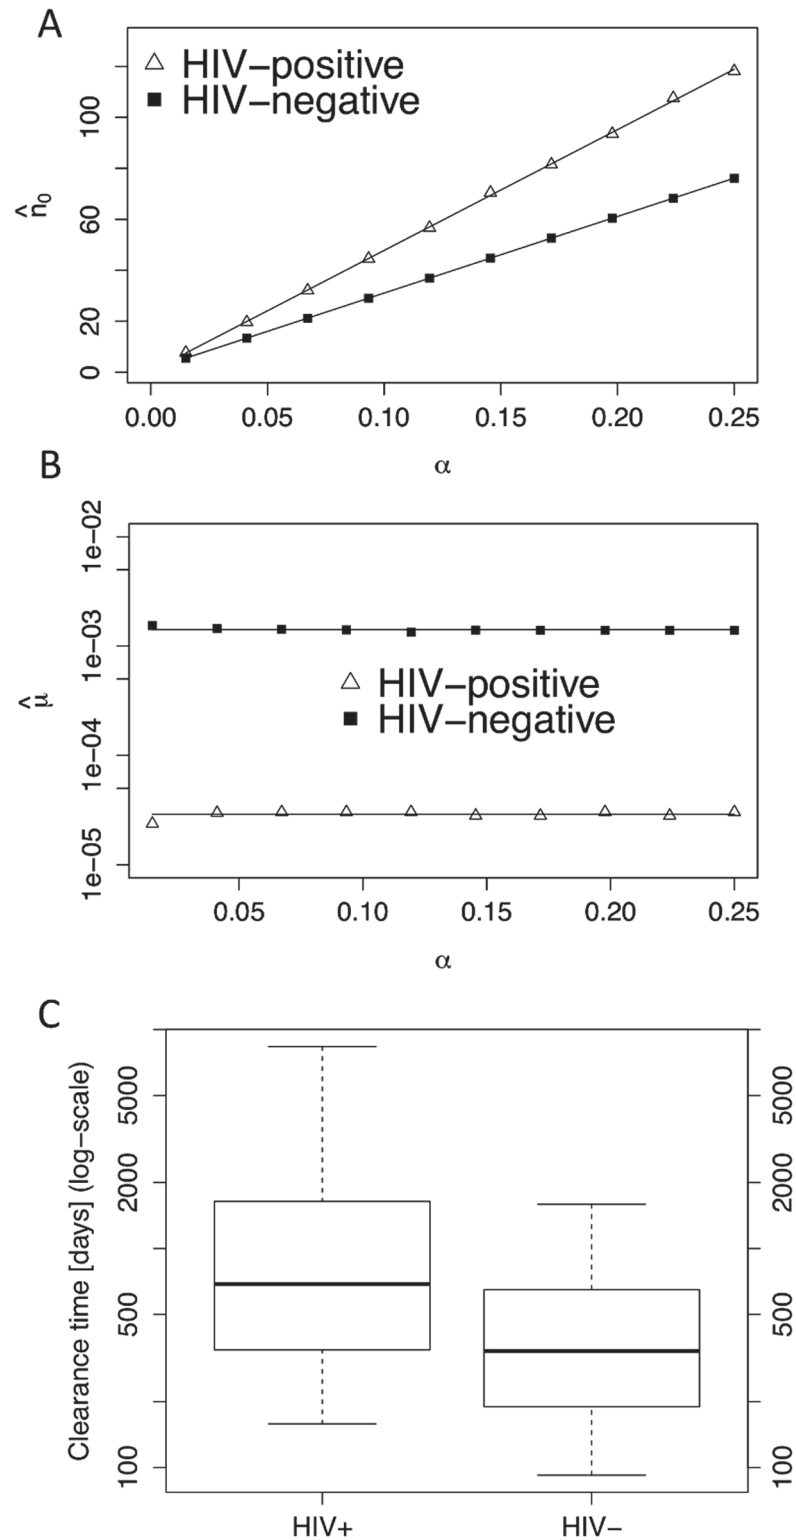 A
HIV−positive
HIV−negative
100
60
20
0
n̂0
0.00 0.05 0.10 0.15 0.20 0.25
α
B
1e−02
1e−03
1e−04
1e−05
μ̂
HIV−positive
HIV−negative
0.05 0.10 0.15 0.20 0.25
α
C
Clearance time [days] (log−scale)
5000 5000
2000 2000
500 500
100 100
HIV+ HIV−